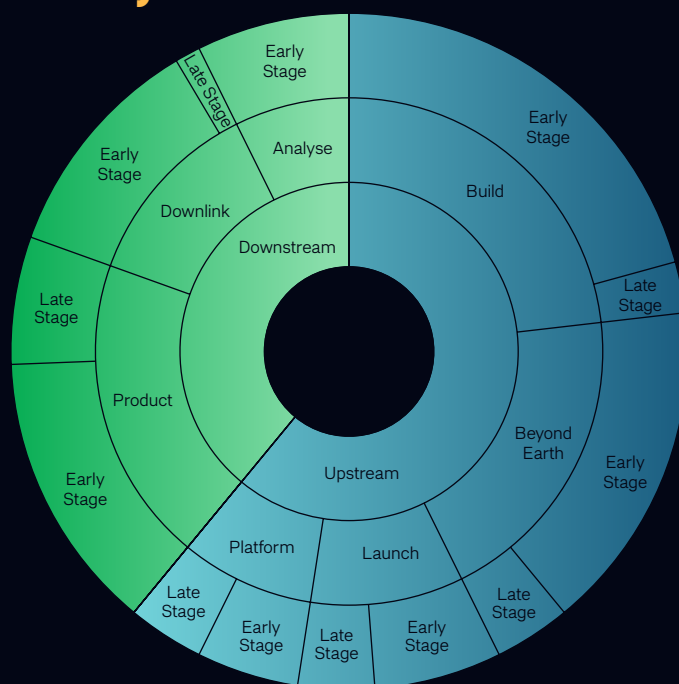 Early
Stage
Late Stage
Early
Stage
Analyse
Early
Stage
Build
Downlink
Downstream
Late
Stage
Late
Stage
Product
Beyond
Earth
Early
Stage
Upstream
Early
Stage
Platform
Launch
Late
Stage
Late
Stage
Early
Stage
Late
Stage
Early
Stage